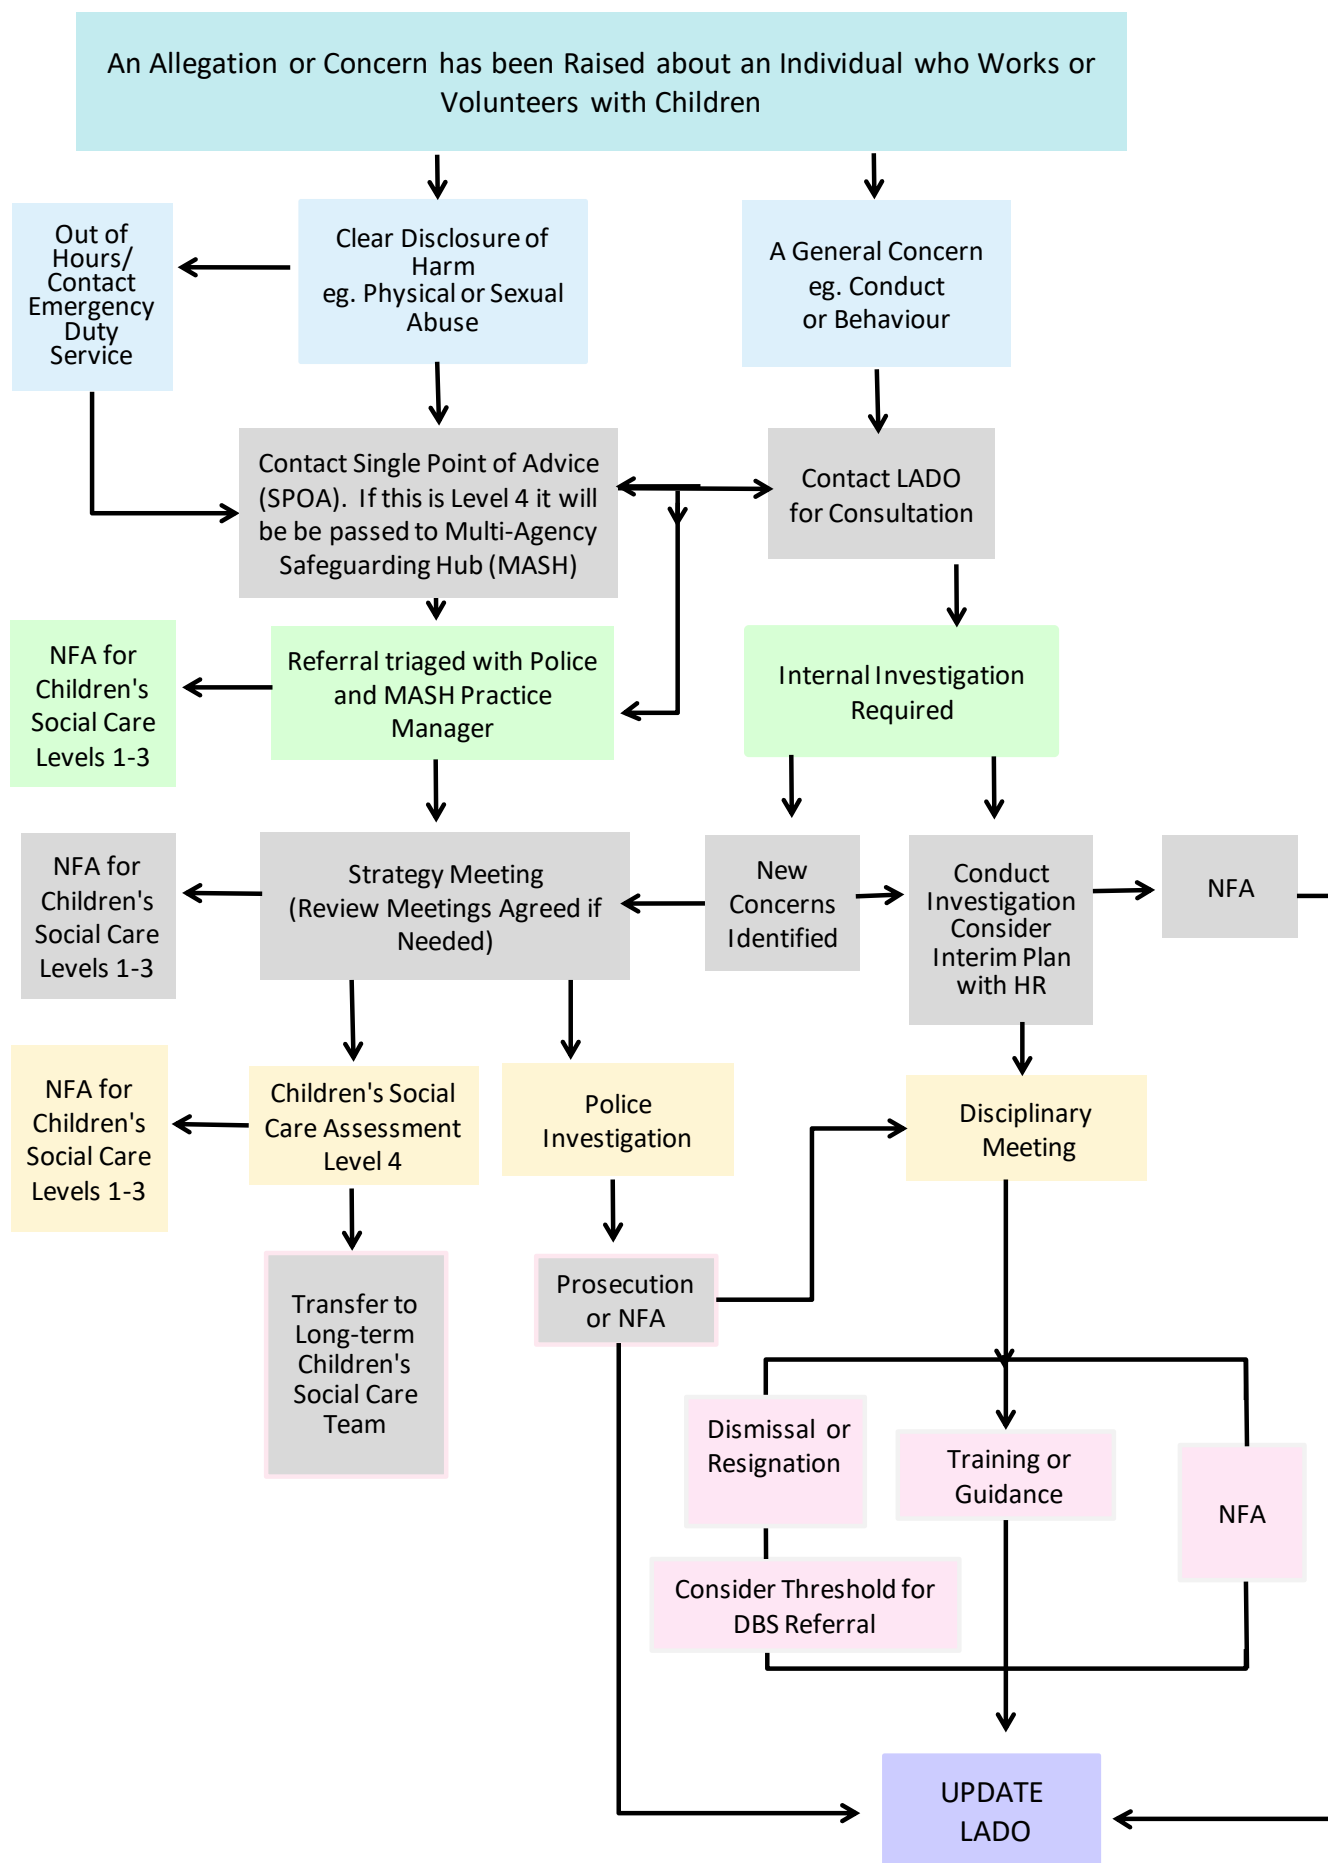 An Allegation or Concern has been Raised about an Individual who Works or
Volunteers with Children
Out of
Hours/
Contact
Emergency
Duty
Service
Clear Disclosure of
Harm
eg. Physical or Sexual
Abuse
A General Concern
eg. Conduct
or Behaviour
Contact Single Point of Advice
(SPOA). If this is Level 4 it will
be be passed to Multi-Agency
Safeguarding Hub (MASH)
Contact LADO
for Consultation
NFA for
Children's
Social Care
Levels 1-3
Referral triaged with Police
and MASH Practice
Manager
Internal Investigation
Required
NFA for
Children's
Social Care
Levels 1-3
Strategy Meeting
(Review Meetings Agreed if
Needed)
New
Concerns
Identified
Conduct
Investigation
Consider
Interim Plan
with HR
NFA
NFA for
Children's
Social Care
Levels 1-3
Children's Social
Care Assessment
Level 4
Police
Investigation
Disciplinary
Meeting
Transfer to
Long-term
Children's
Social Care
Team
Prosecution
or NFA
Dismissal or
Resignation
Training or
Guidance
NFA
Consider Threshold for
DBS Referral
UPDATE
LADO